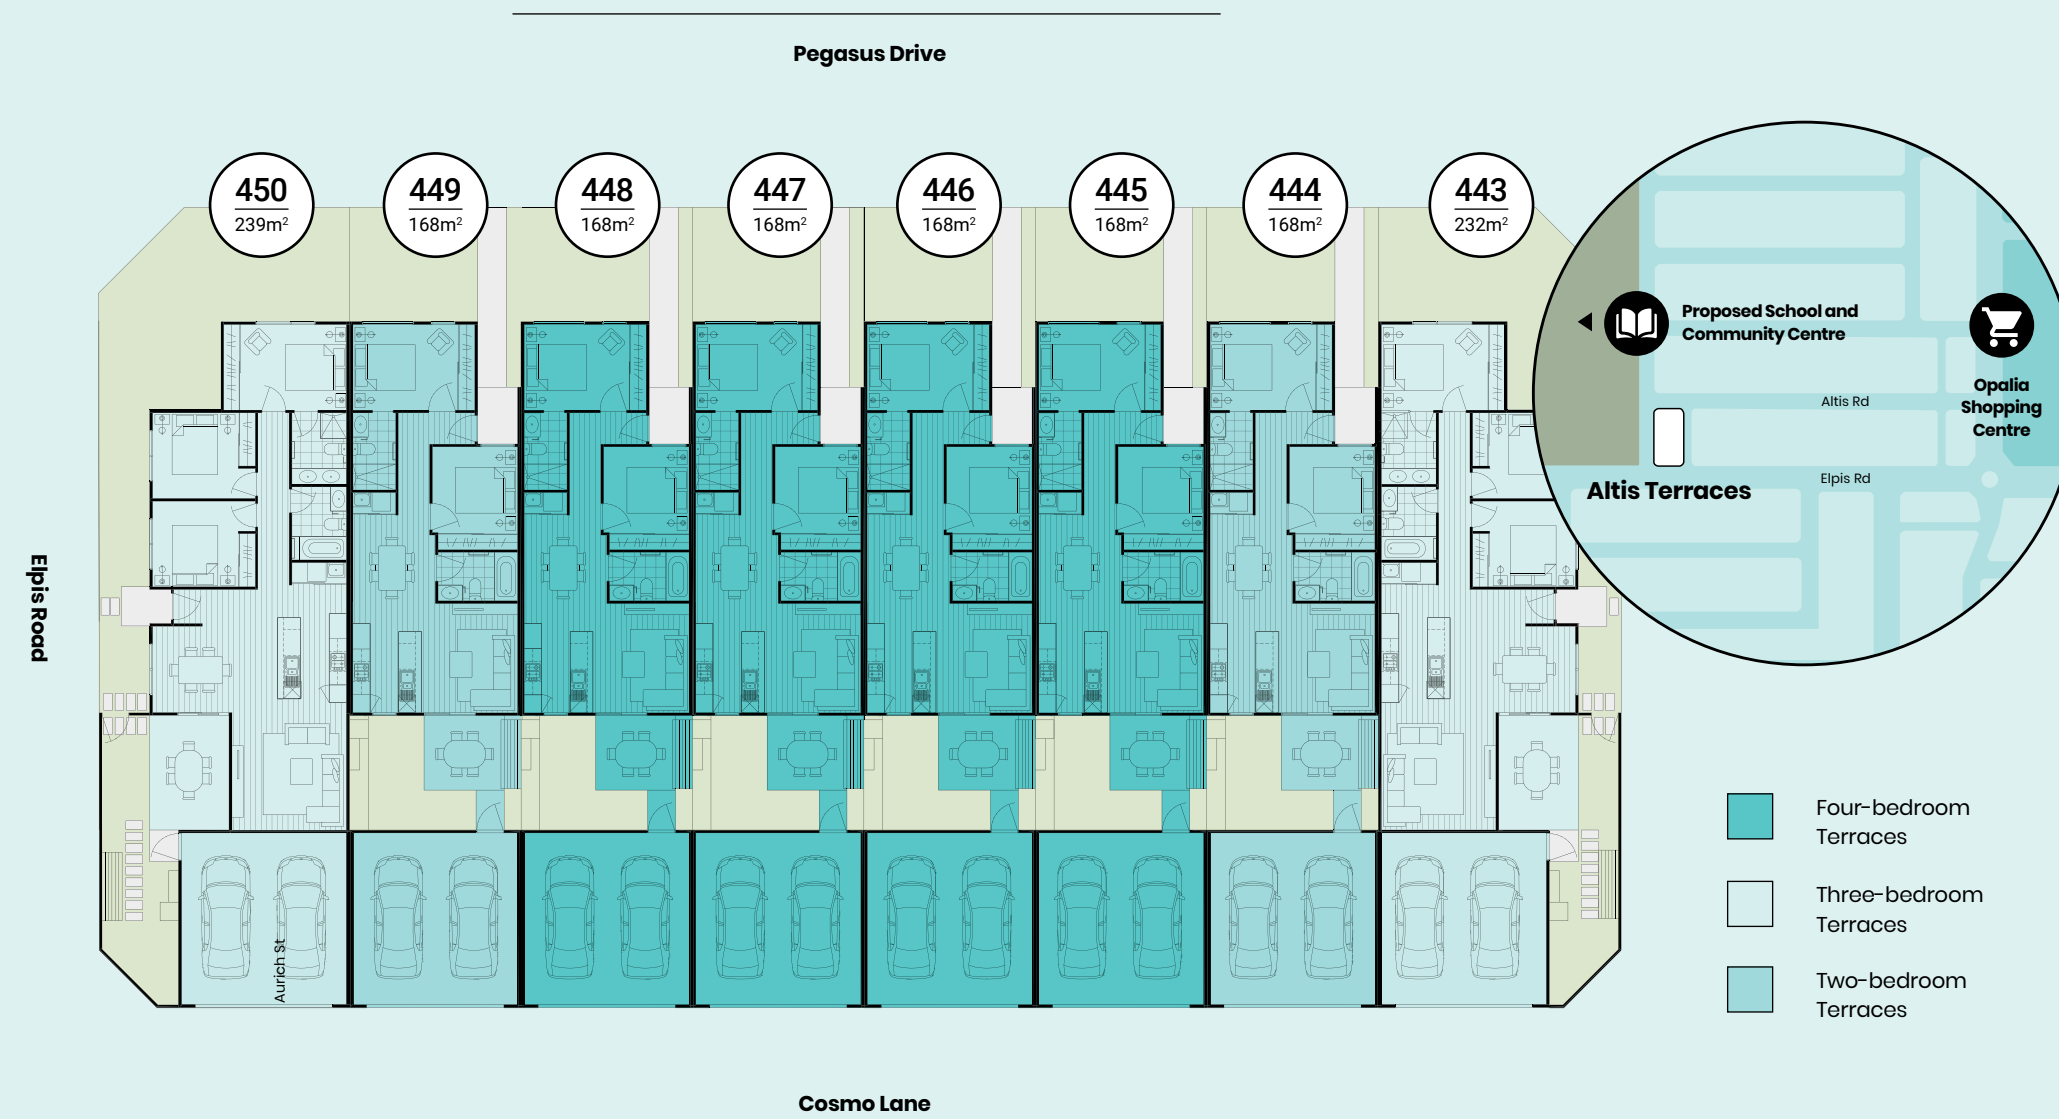 Pegasus Drive
450
239m²
449
168m²
448
168m²
447
168m²
446
168m²
445
168m²
444
168m²
443
232m²
Proposed School and
Community Centre
Opalia
Shopping
Centre
Altis Rd
Elpis Rd
Altis Terraces
Elpis Road
Aurich St
Four-bedroom
Terraces
Three-bedroom
Terraces
Two-bedroom
Terraces
Cosmo Lane